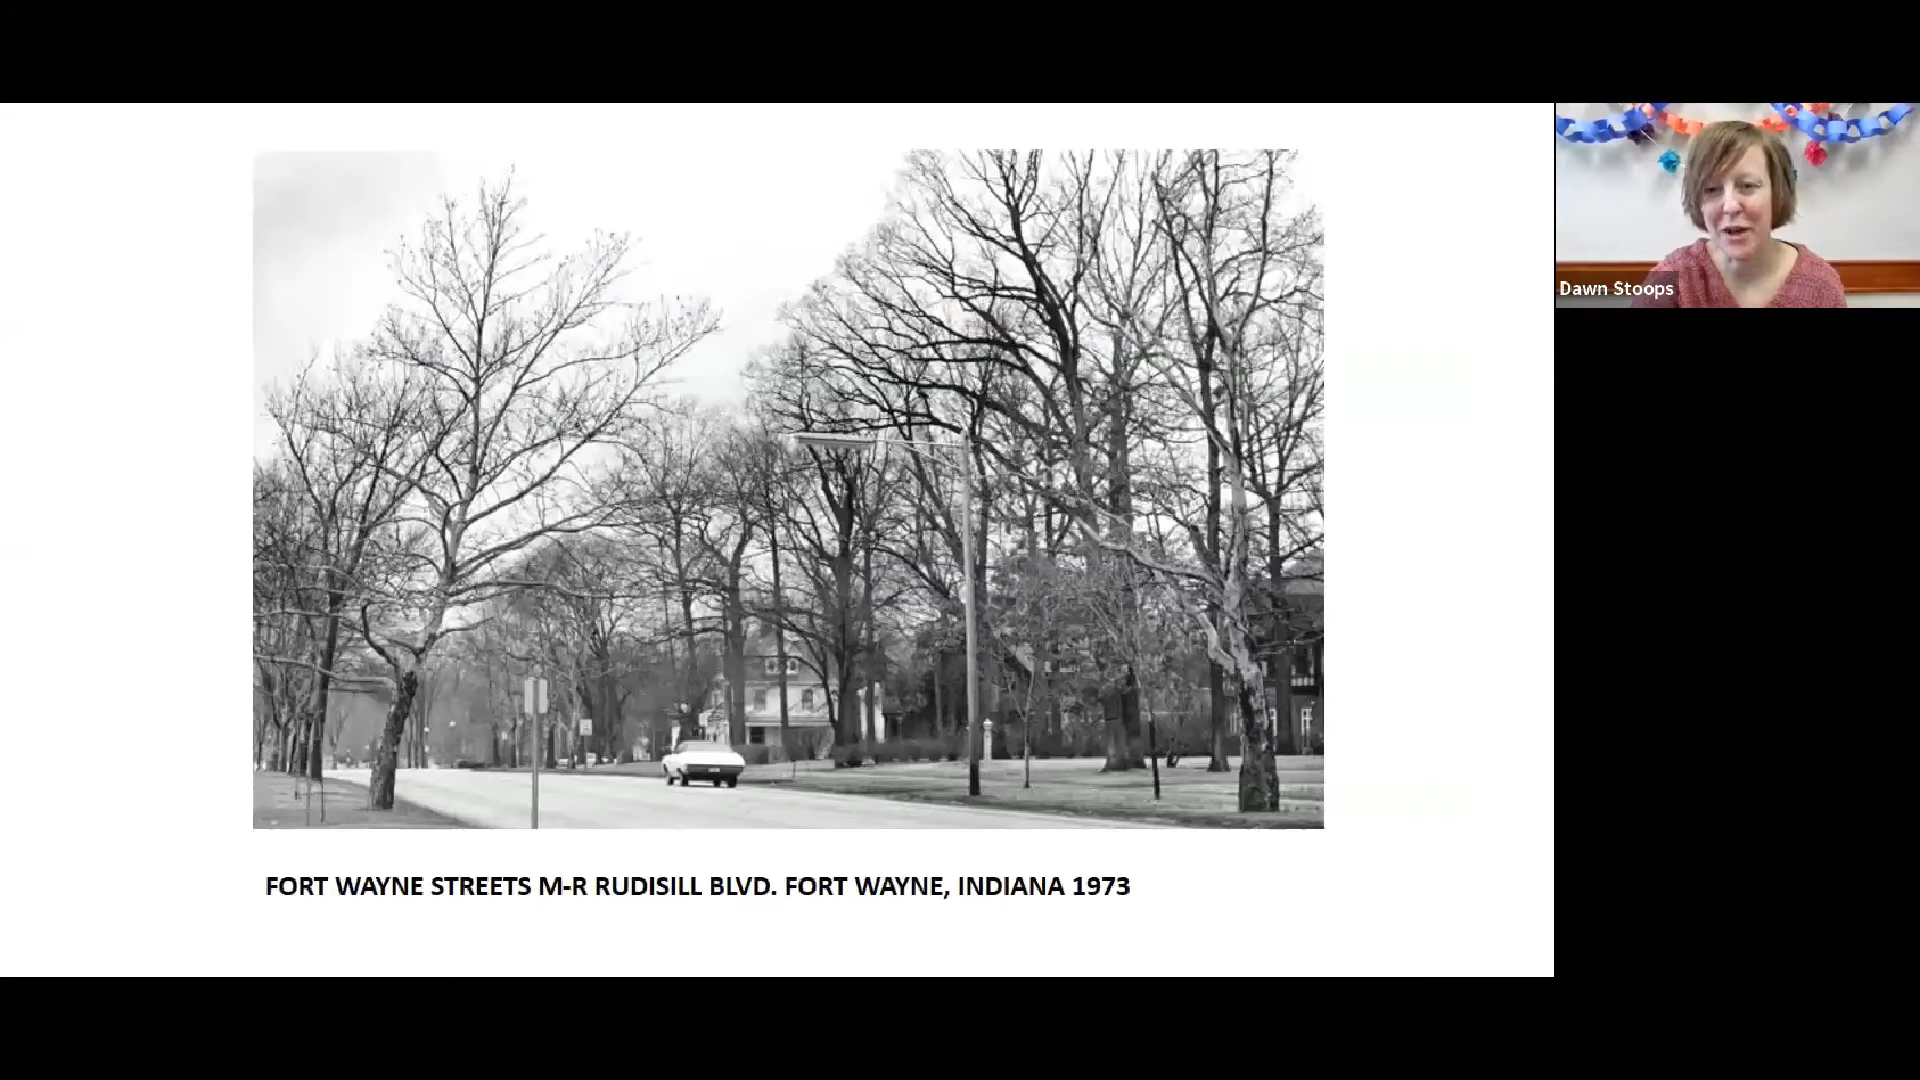 Dawn Stoops
FORT WAYNE STREETS M-R RUDISILL BLVD. FORT WAYNE, INDIANA 1973